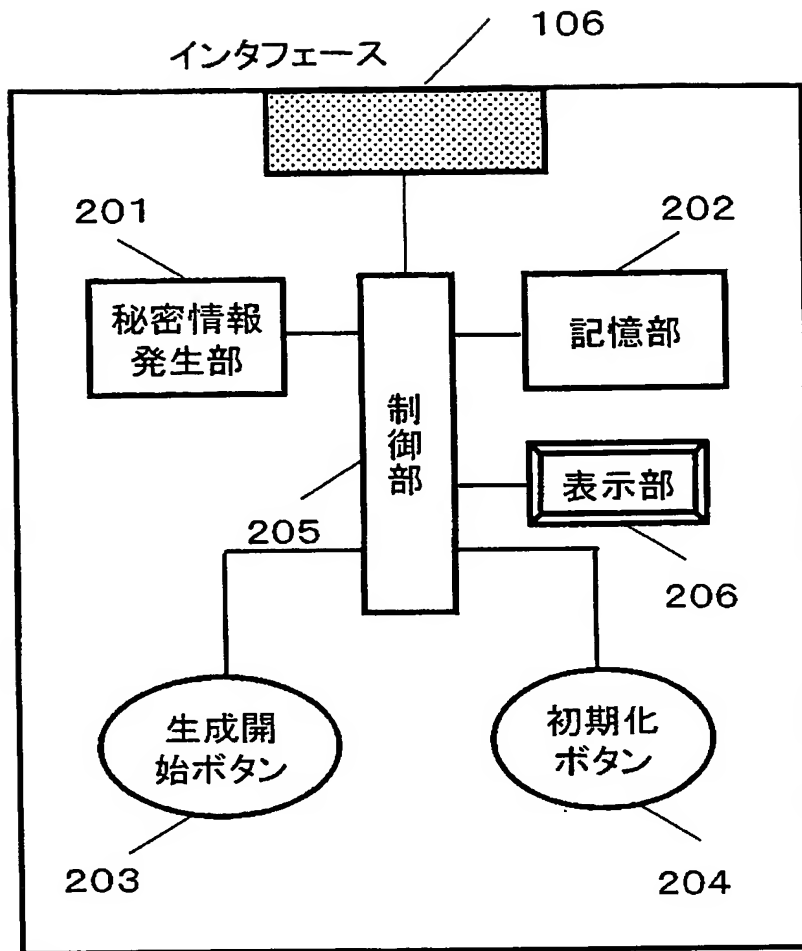 106
インタフェース
201
202
秘密情報
発生部
記憶部
制御部
表示部
205
206
生成開
始ボタン
初期化
ボタン
203
204